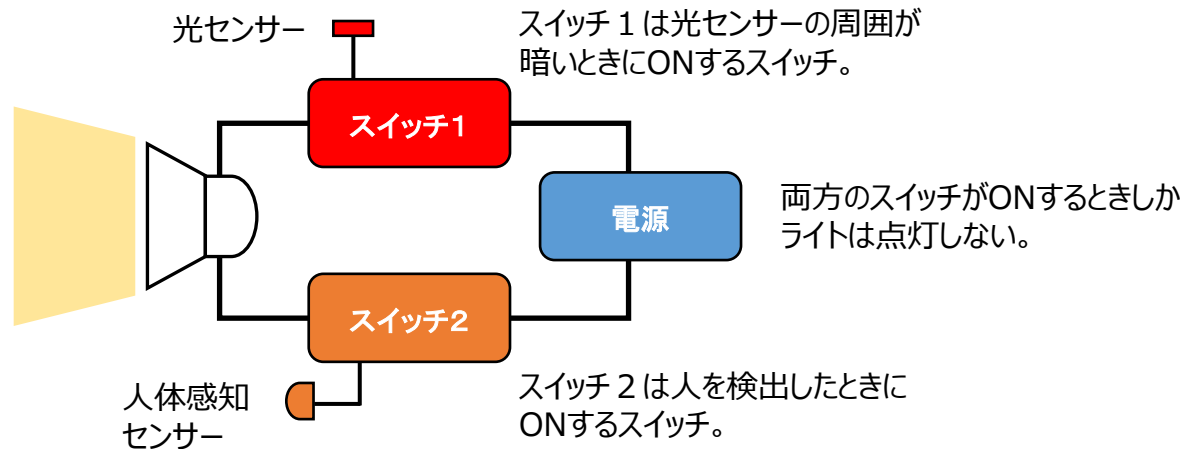 光センサー
スイッチ１は光センサーの周囲が
暗いときにONするスイッチ。
スイッチ１
電源
両方のスイッチがONするときしか
ライトは点灯しない。
スイッチ２
人体感知
センサー
スイッチ２は人を検出したときに
ONするスイッチ。